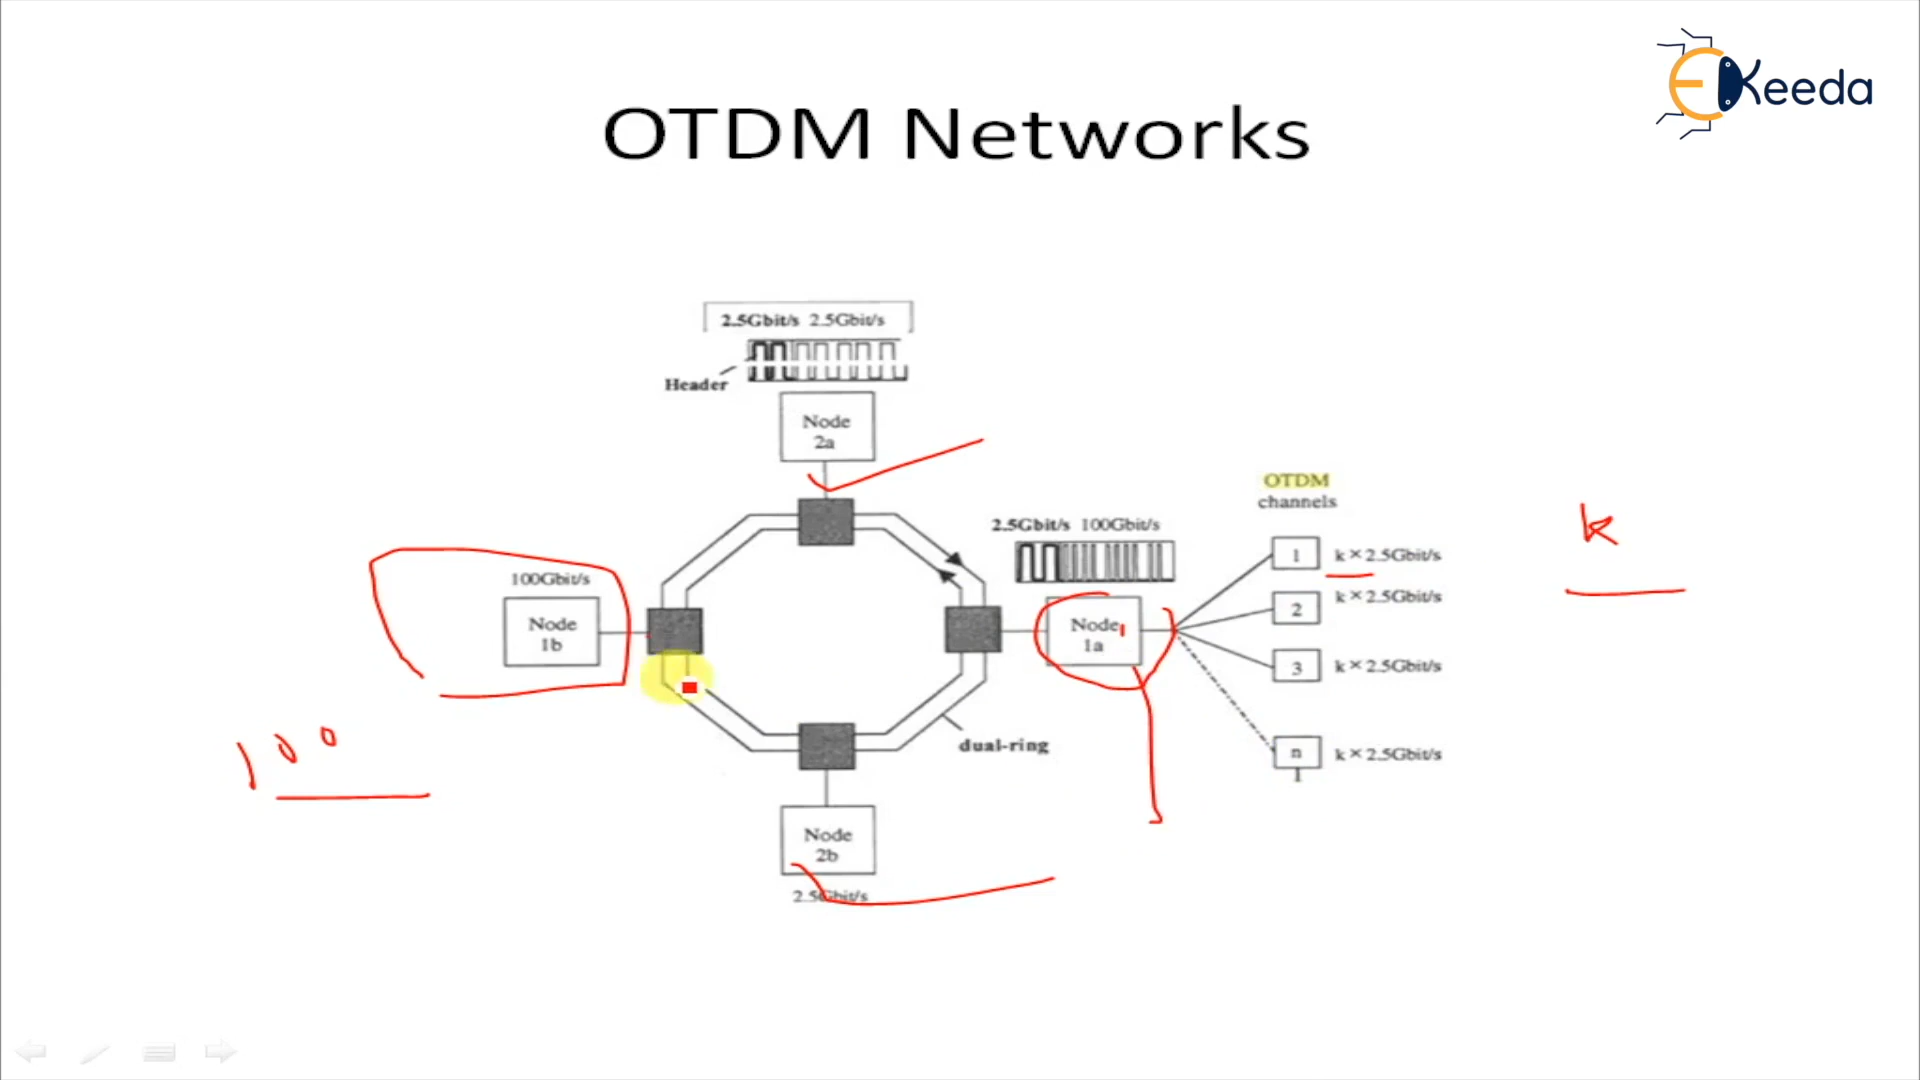 EKeeda
OTDM Networks
2.5Gbit/s 2.5Gbit/s
Header
Node
2a
OTDM
channels
2.5Gbit/s 100Gbit/s
k
1 k×2.5Gbit/s
100Gbit/s
2 k×2.5Gbit/s
Node
1b
Node
1a
3 k×2.5Gbit/s
100
dual-ring
n k×2.5Gbit/s
Node
2b
2.5Gbit/s